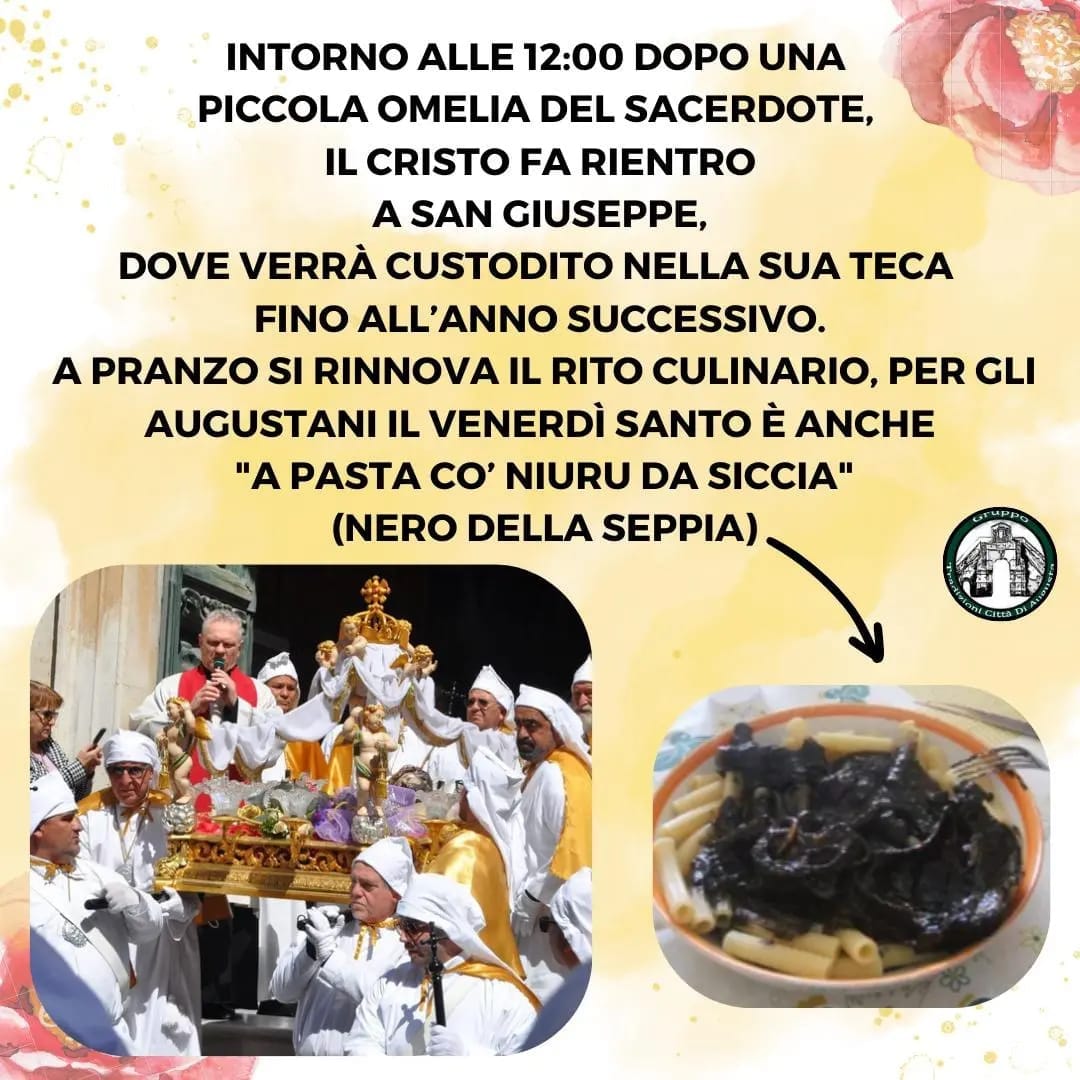 INTORNO ALLE 12:00 DOPO UNA
PICCOLA OMELIA DEL SACERDOTE,
IL CRISTO FA RIENTRO
A SAN GIUSEPPE,
DOVE VERRÀ CUSTODITO NELLA SUA TECA
FINO ALL’ANNO SUCCESSIVO.
A PRANZO SI RINNOVA IL RITO CULINARIO, PER GLI
AUGUSTANI IL VENERDÌ SANTO È ANCHE
"A PASTA CO’ NIURU DA SICCIA"
(NERO DELLA SEPPIA)
Gruppo
Tradizioni Città Di Augusta